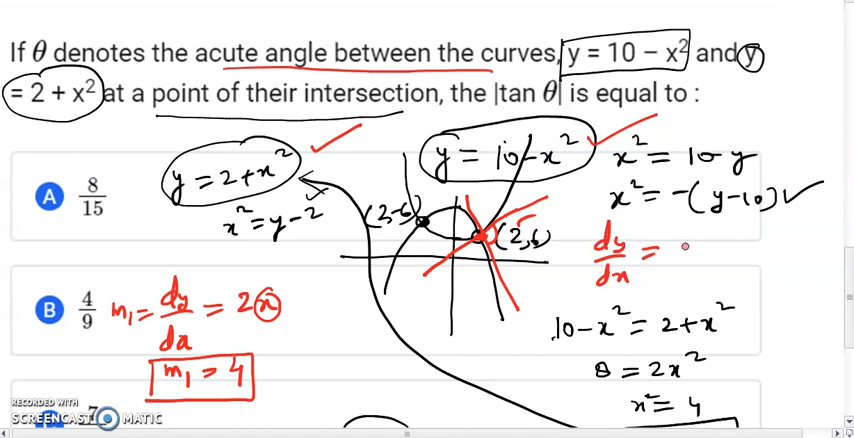 If θ denotes the acute angle between the curves, y = 10 – x² and y
= 2 + x² at a point of their intersection, the |tan θ| is equal to :
y = 2+x²
y = 10-x²
x² = 10 y
A 8/15
x² = y-2
x² = -(y-10)
(2,-6)
(2,6)
dy/dx =
B 4/9
m₁ = dy/dx = 2x
10-x² = 2+x²
m₁ = 4
8 = 2x²
x² = 4
RECORDED WITH
SCREENCAST MATIC
7